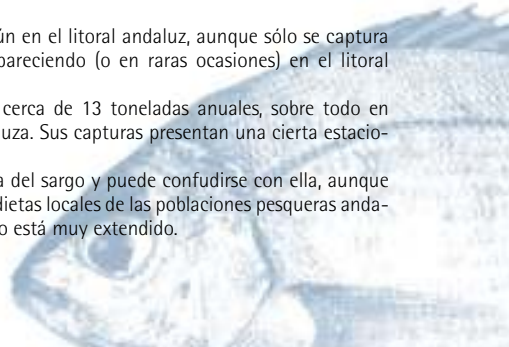 ún en el litoral andaluz, aunque sólo se captura
pareciendo (o en raras ocasiones) en el litoral
cerca de 13 toneladas anuales, sobre todo en
uza. Sus capturas presentan una cierta estacio-
a del sargo y puede confudirse con ella, aunque
dietas locales de las poblaciones pesqueras anda-
o está muy extendido.